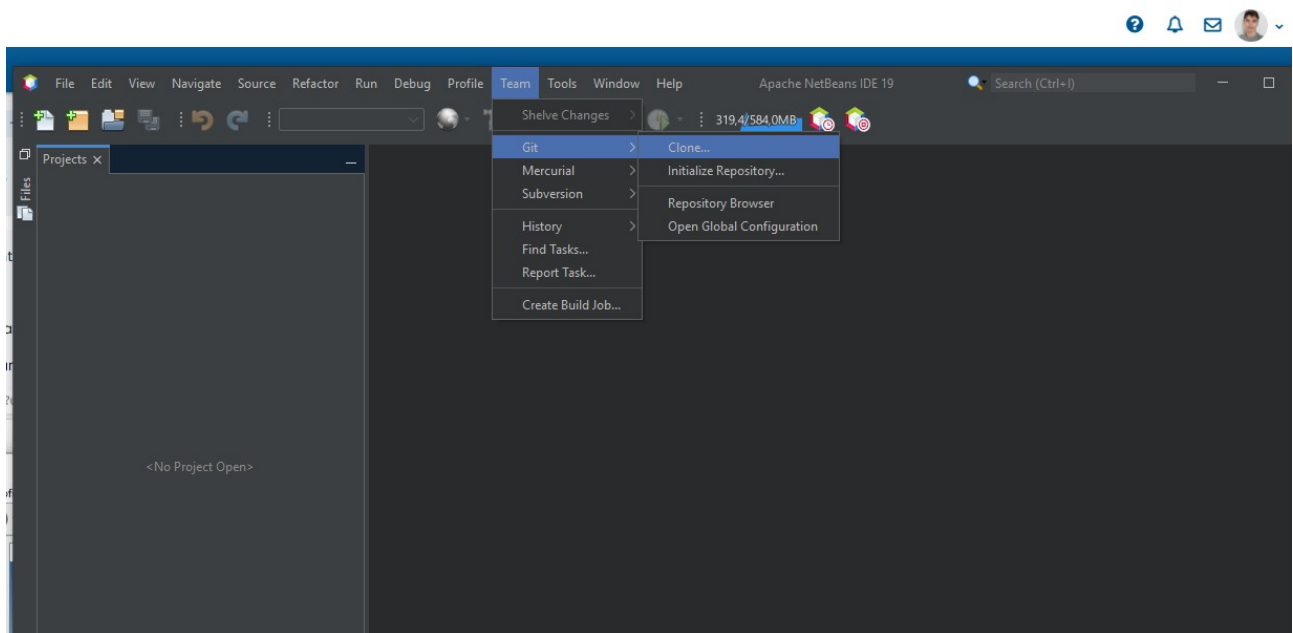 File Edit View Navigate Source Refactor Run Debug Profile Team Tools Window Help Apache NetBeans IDE 19 Search (Ctrl+I)
Shelve Changes
319,4/584,0MB
Projects
Files
Git
Mercurial
Subversion
History
Find Tasks...
Report Task...
Create Build Job...
Clone...
Initialize Repository...
Repository Browser
Open Global Configuration
<No Project Open>